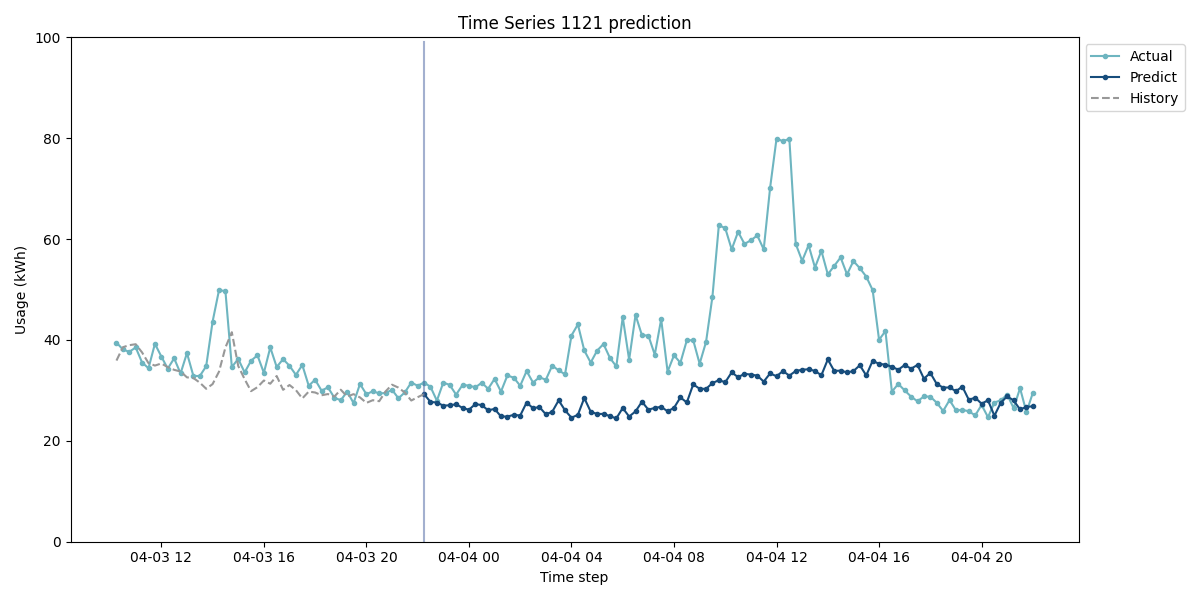 Time Series 1121 prediction
Usage (kWh)
100
80
60
40
20
0
04-03 12
04-03 16
04-03 20
04-04 00
04-04 04
04-04 08
04-04 12
04-04 16
04-04 20
Time step
Actual
Predict
History